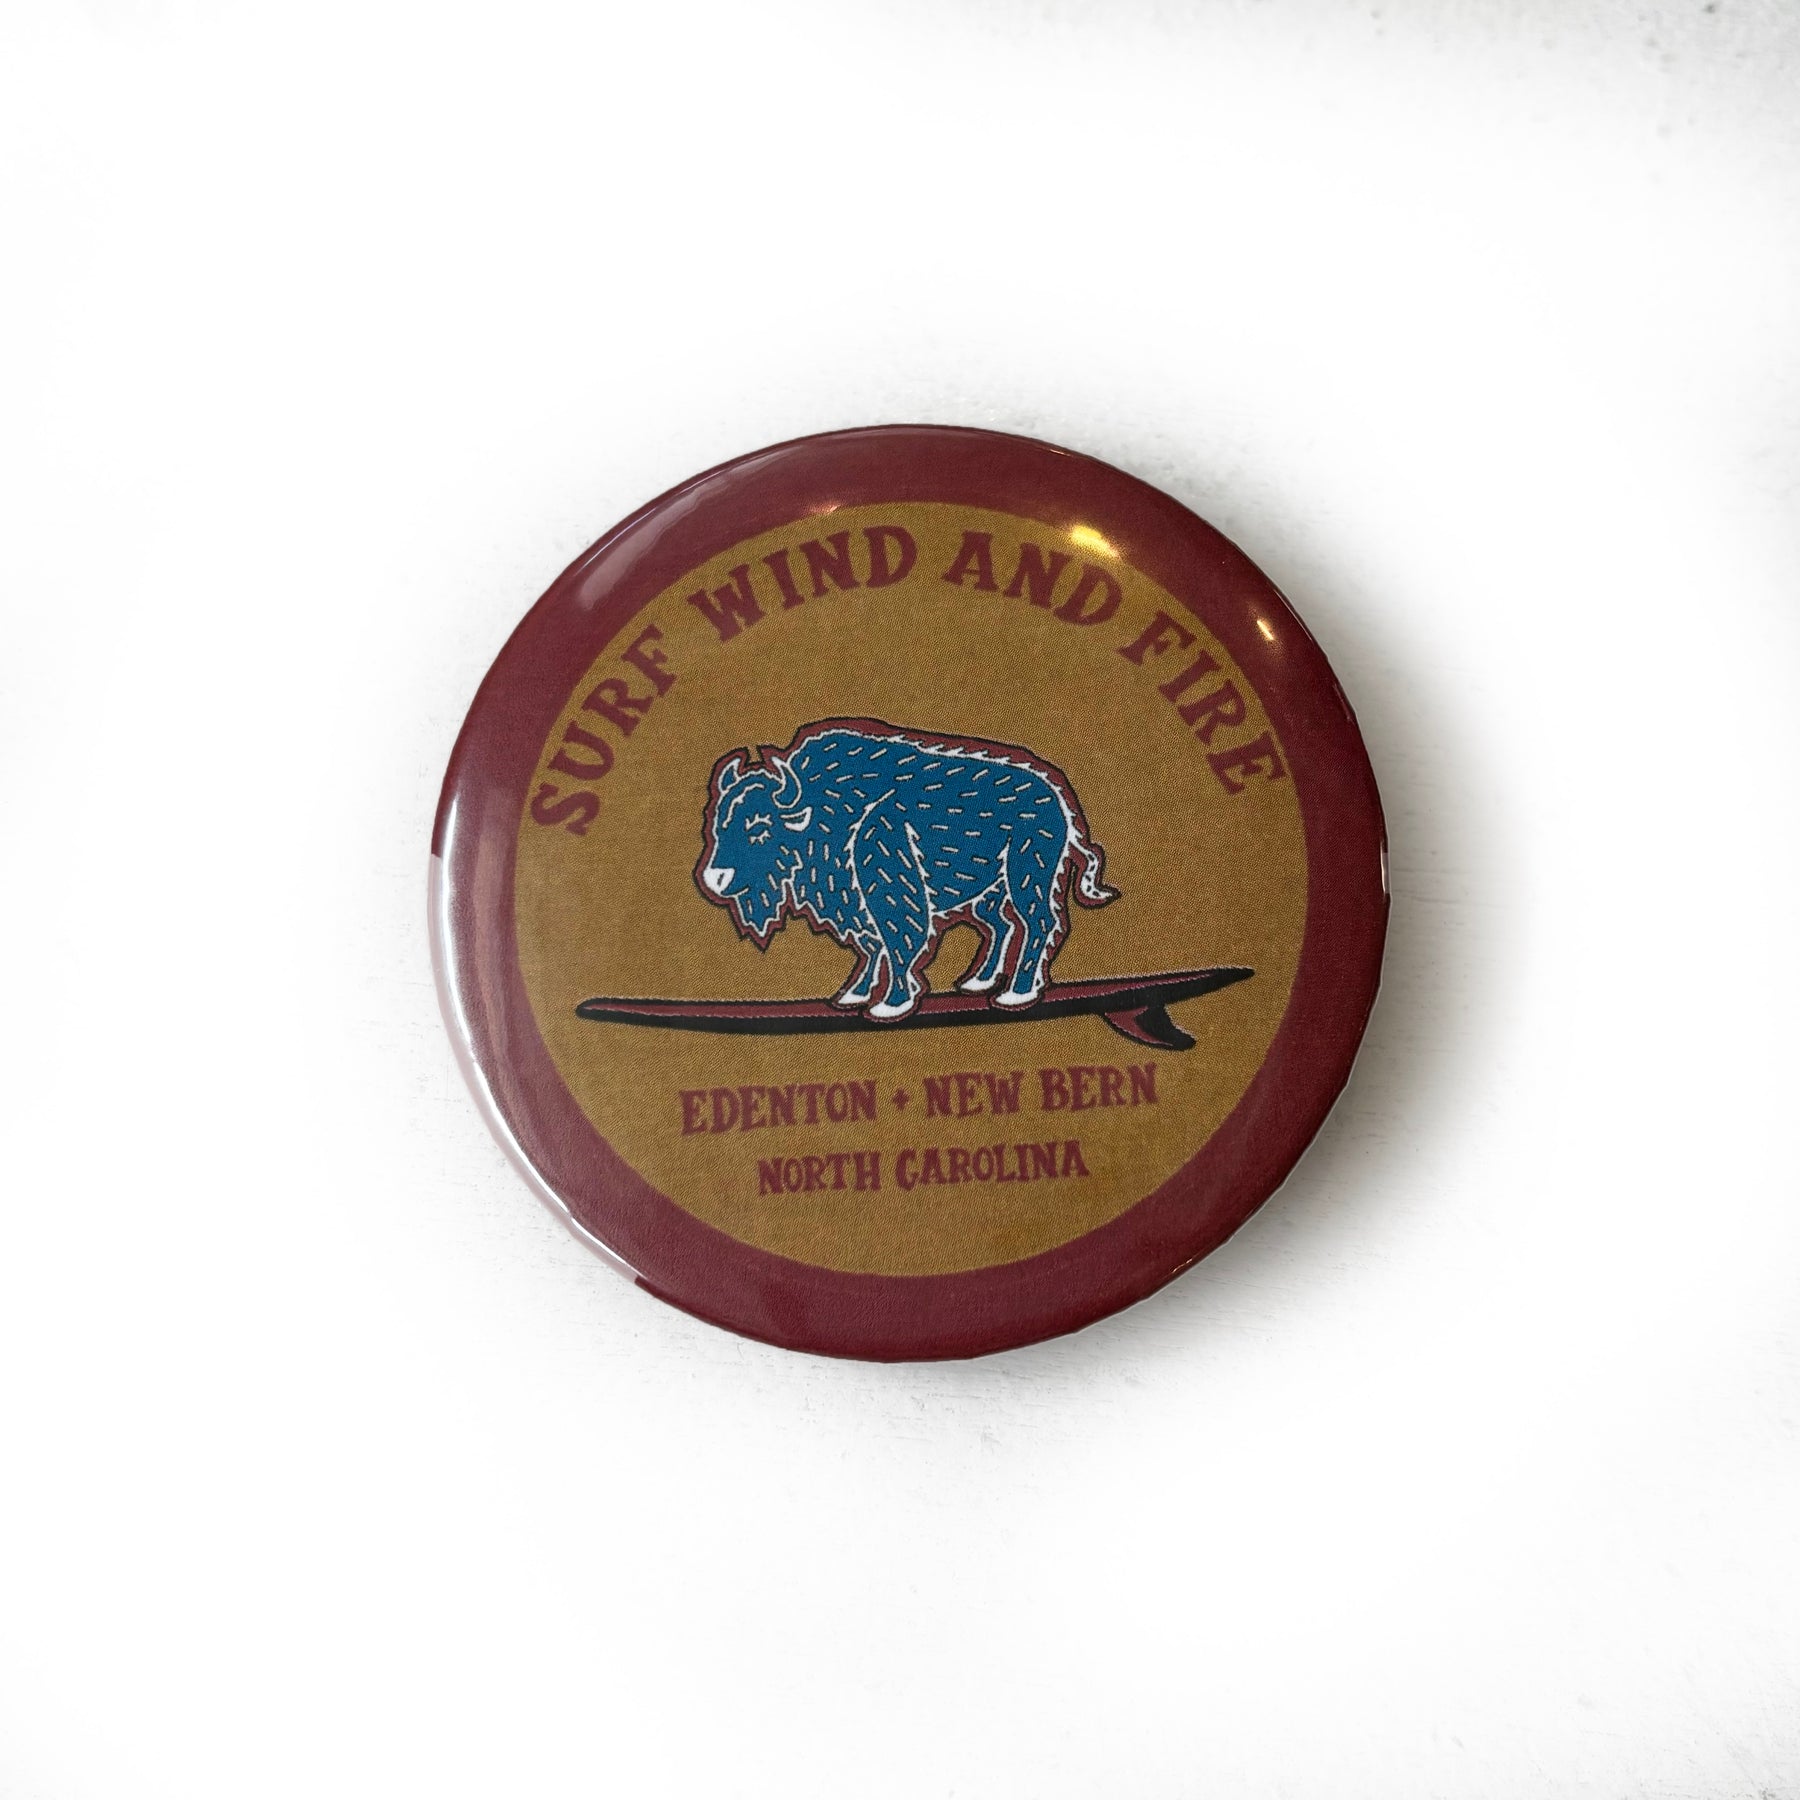 SURF WIND AND FIRE
EDENTON + NEW BERN
NORTH CAROLINA